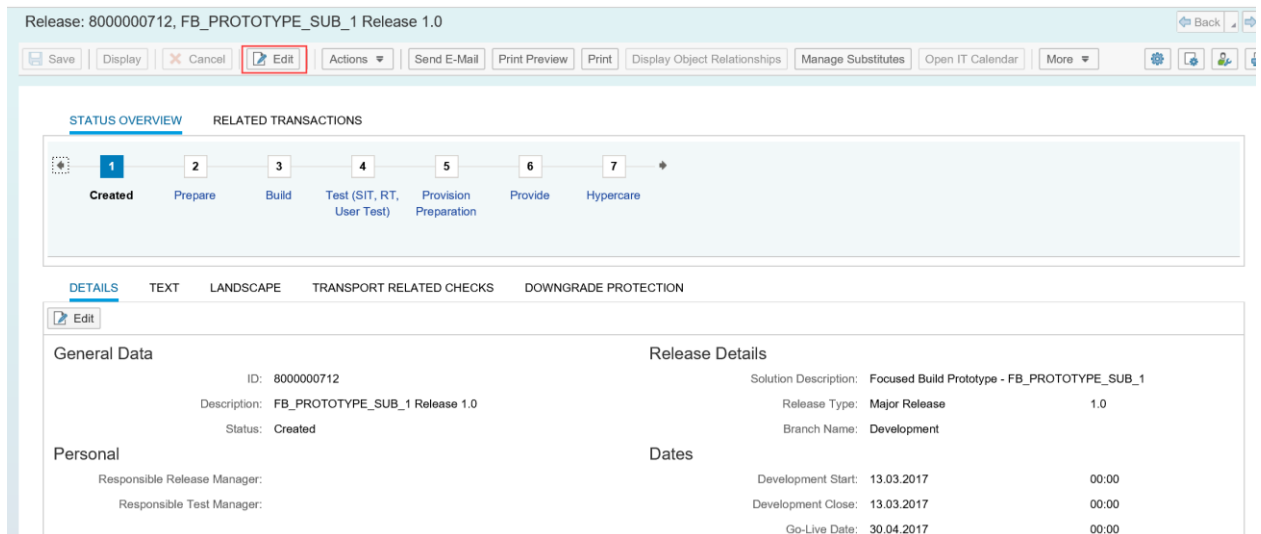 Release: 8000000712, FB_PROTOTYPE_SUB_1 Release 1.0
Back
Save Display Cancel Edit Actions Send E-Mail Print Preview Print Display Object Relationships Manage Substitutes Open IT Calendar More
STATUS OVERVIEW RELATED TRANSACTIONS
1 2 3 4 5 6 7
Created Prepare Build Test (SIT, RT, Provision Provide Hypercare
User Test) Preparation
DETAILS TEXT LANDSCAPE TRANSPORT RELATED CHECKS DOWNGRADE PROTECTION
Edit
General Data
ID: 8000000712
Description: FB_PROTOTYPE_SUB_1 Release 1.0
Status: Created
Personal
Responsible Release Manager:
Responsible Test Manager:
Release Details
Solution Description: Focused Build Prototype - FB_PROTOTYPE_SUB_1
Release Type: Major Release 1.0
Branch Name: Development
Dates
Development Start: 13.03.2017 00:00
Development Close: 13.03.2017 00:00
Go-Live Date: 30.04.2017 00:00